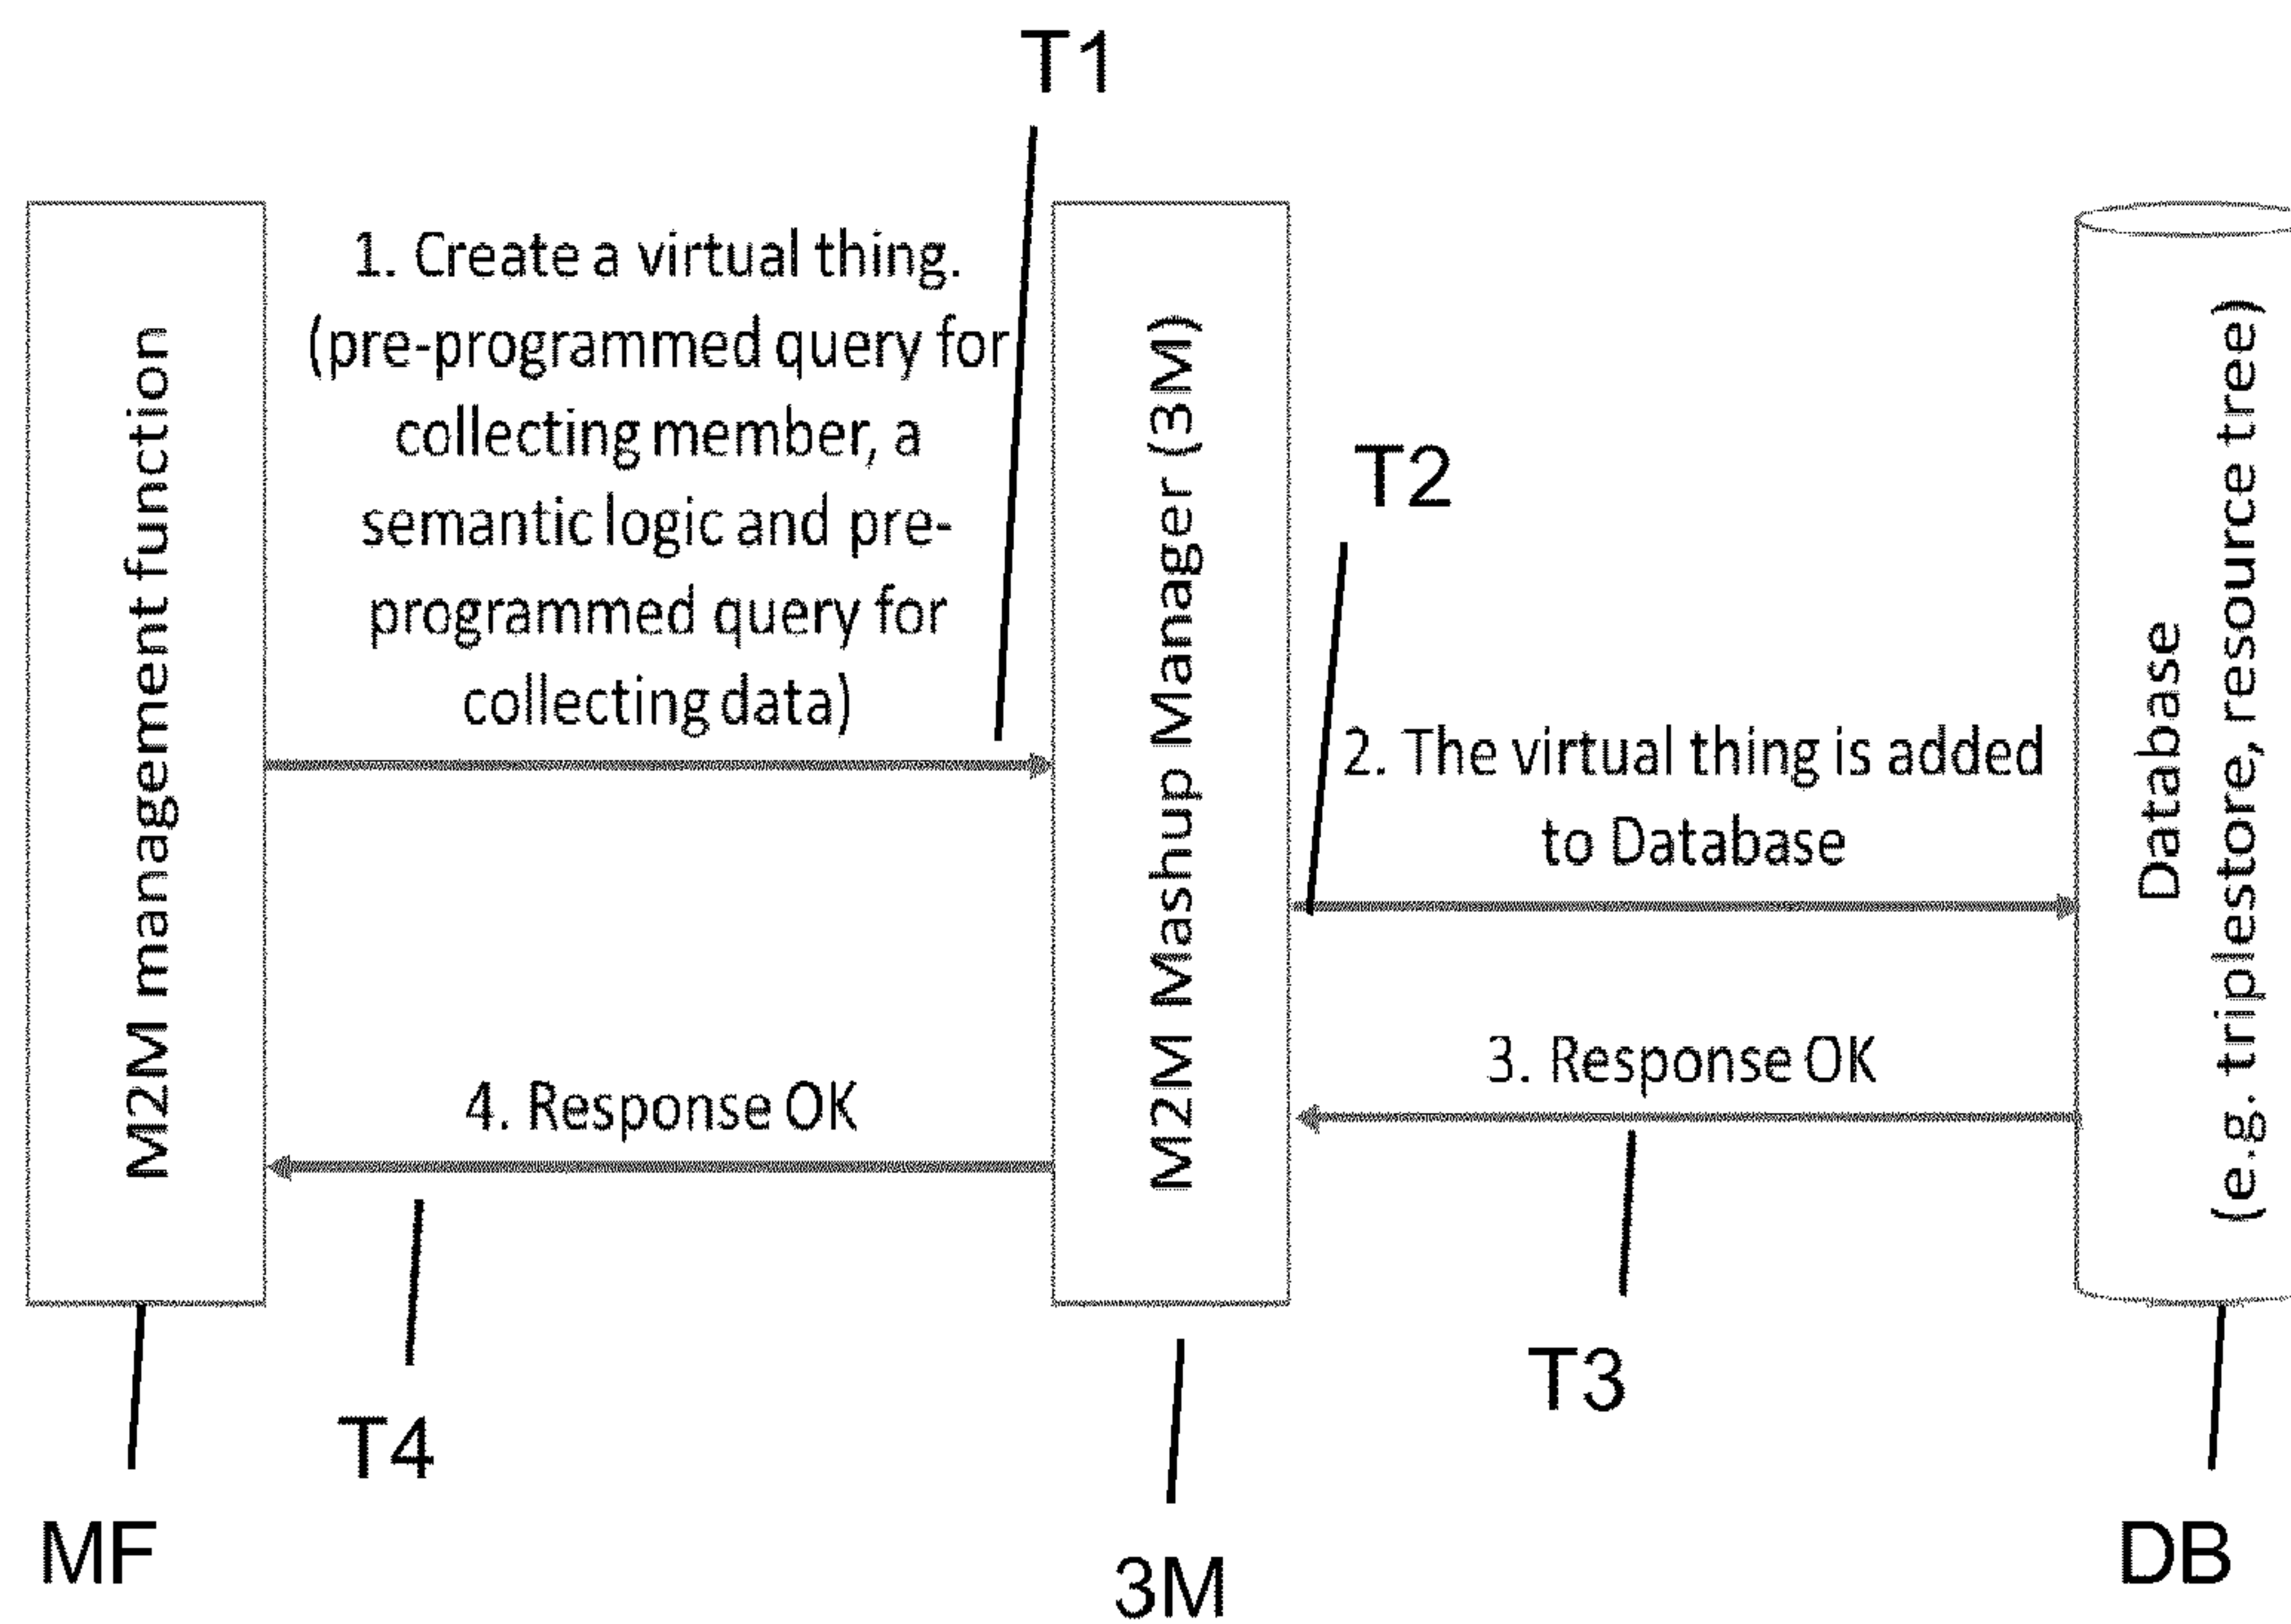 T1
M2M management function
1. Create a virtual thing.
(pre-programmed query for
collecting member, a
semantic logic and pre-
programmed query for
collecting data)
M2M Mashup Manager (3M)
T2
2. The virtual thing is added
to Database
Database
(e.g. triplestore, resource tree)
3. Response OK
4. Response OK
T3
T4
MF
3M
DB